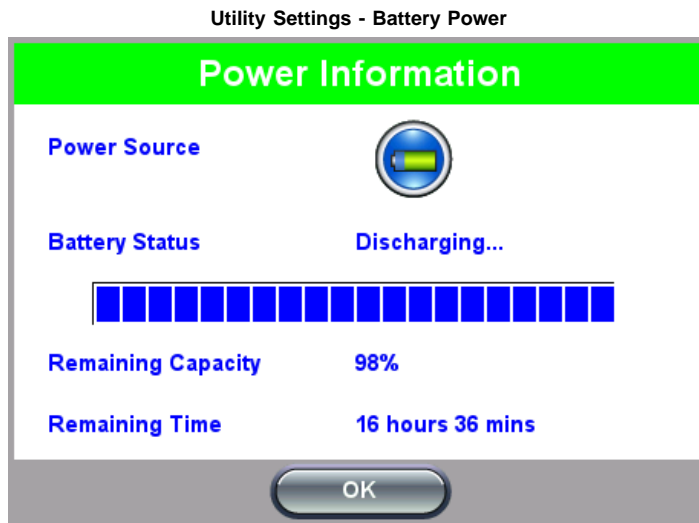 Utility Settings - Battery Power
Power Information
Power Source
Battery Status Discharging...
Remaining Capacity 98%
Remaining Time 16 hours 36 mins
OK